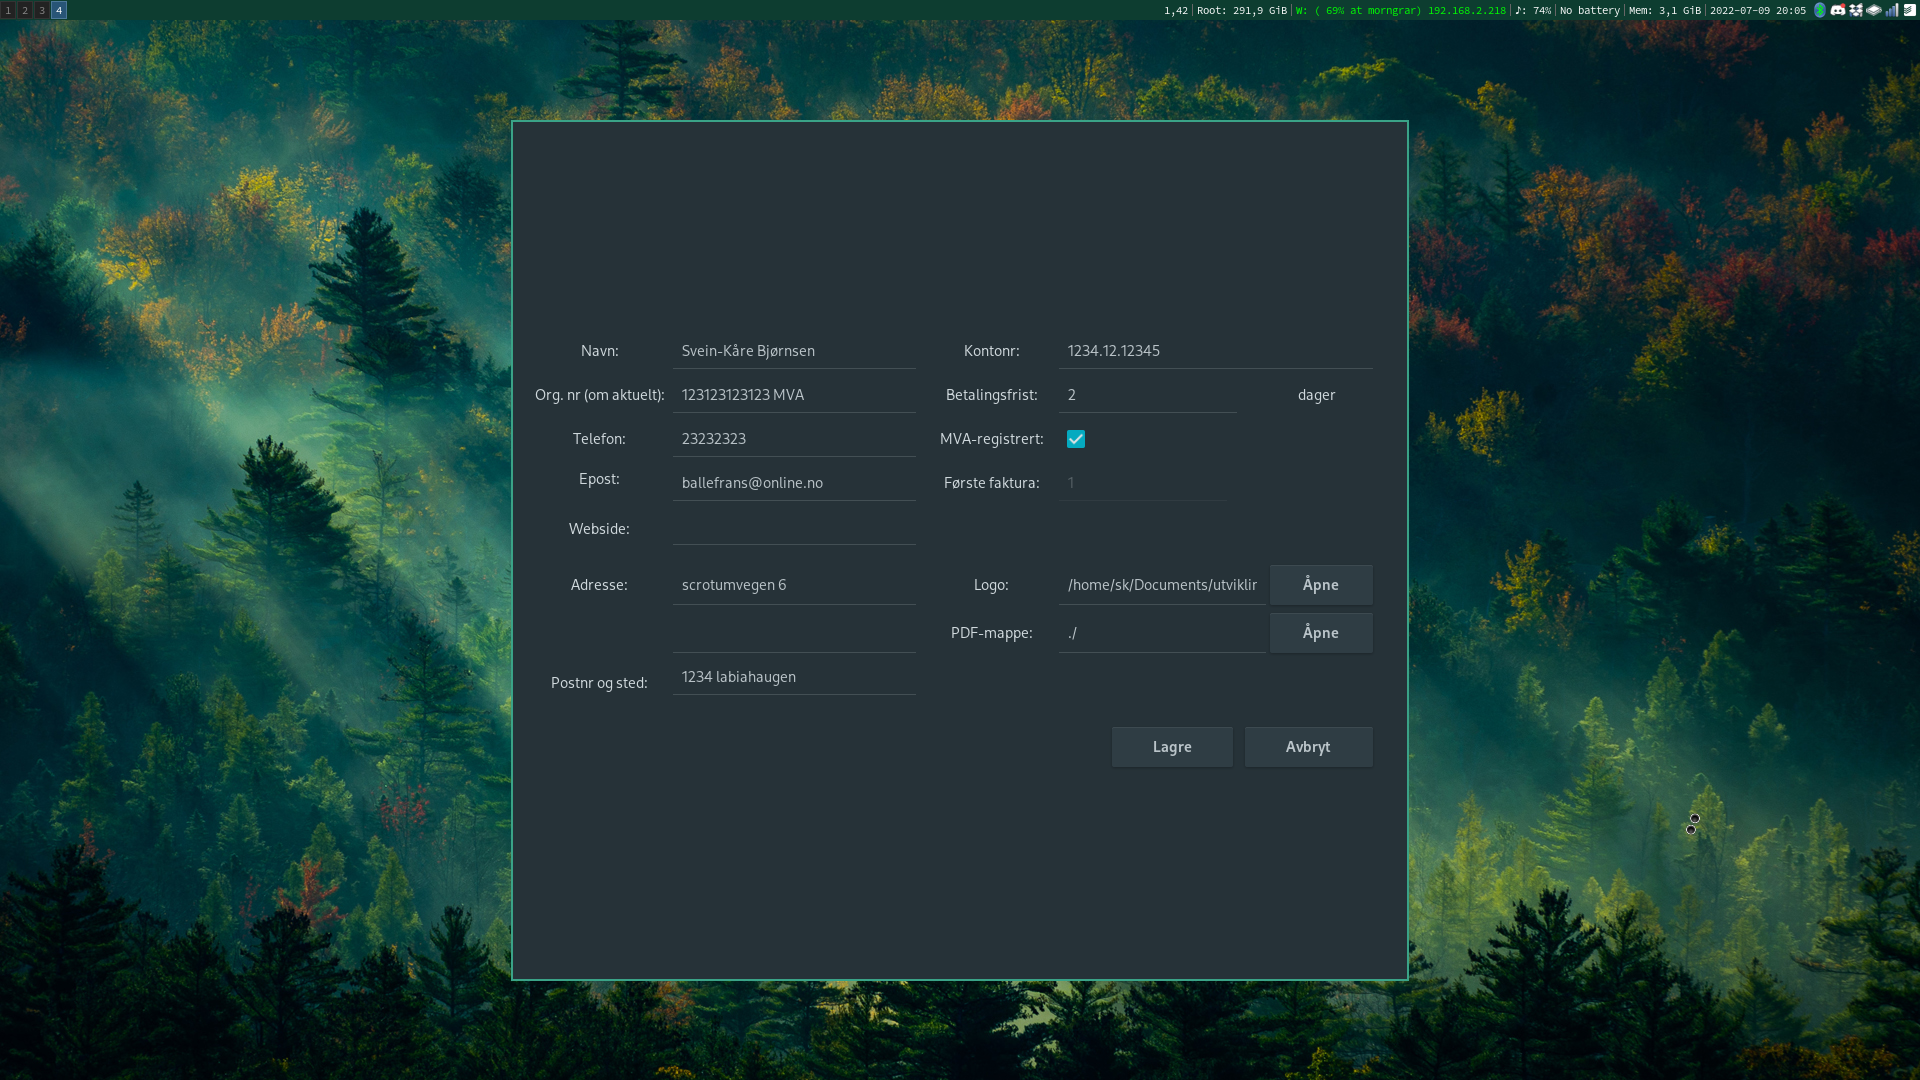 1 2 3 4
1,42 | Root: 291,9 GiB | W: ( 69% at morngrar) 192.168.2.218 | ♪: 74% | No battery | Mem: 3,1 GiB | 2022-07-09 20:05
Navn: Svein-Kåre Bjørnsen
Kontonr: 1234.12.12345
Org. nr (om aktuelt): 123123123123 MVA
Betalingsfrist: 2 dager
Telefon: 23232323
MVA-registrert:
Epost: ballefrans@online.no
Første faktura: 1
Webside:
Adresse: scrotumvegen 6
Logo: /home/sk/Documents/utviklir Åpne
PDF-mappe: ./ Åpne
Postnr og sted: 1234 labiahaugen
Lagre Avbryt